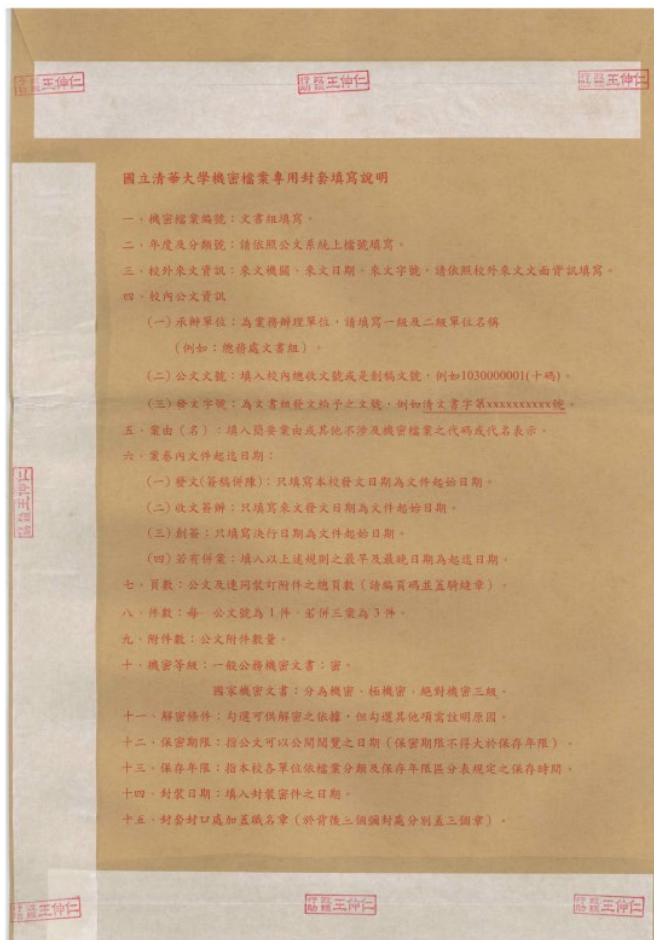 王仲仁
王仲仁
王仲仁
國立清華大學機密檔案專用封套填寫說明
一、機密檔案編號：文書組填寫。
二、年度及分類號：請依照公文系統上檔號填寫。
三、校外來文資訊：來文機關、來文日期、來文字號，請依照校外來文文面資訊填寫。
四、校內公文資訊
(一)承辦單位：為業務辦理單位，請填寫一級及二級單位名稱
(例如：總務處文書組)。
(二)公文文號：填入校內總收文號或是創稿文號，例如1030000001(十碼)。
(三)發文字號：為文書組發文給予之文號，例如清文書字第xxxxxxxxxx號。
五、案由(名)：填入簡要案由或其他不涉及機密檔案之代碼或代名表示。
六、案卷內文件起迄日期：
(一)發文(簽稿併陳)：只填寫本校發文日期為文件起始日期。
(二)收文簽辦：只填寫來文發文日期為文件起始日期。
(三)創簽：只填寫決行日期為文件起始日期。
(四)若有併案：填入以上述規則之最早及最晚日期為起迄日期。
七、頁數：公文及連同裝訂附件之總頁數(請編頁碼並蓋騎縫章)。
八、件數：每一公文號為1件，若併三案為3件。
九、附件數：公文附件數量。
十、機密等級：一般公務機密文書：密。
國家機密文書：分為機密、極機密、絕對機密三級。
十一、解密條件：勾選可供解密之依據，但勾選其他項需註明原因。
十二、保密期限：指公文可以公開閱覽之日期(保密期限不得大於保存年限)。
十三、保存年限：指本校各單位依檔案分類及保存年限區分表規定之保存時間。
十四、封裝日期：填入封裝密件之日期。
十五、封套封口處加蓋職名章(於背後三個彌封處分別蓋三個章)。
王仲仁
王仲仁
王仲仁
王仲仁